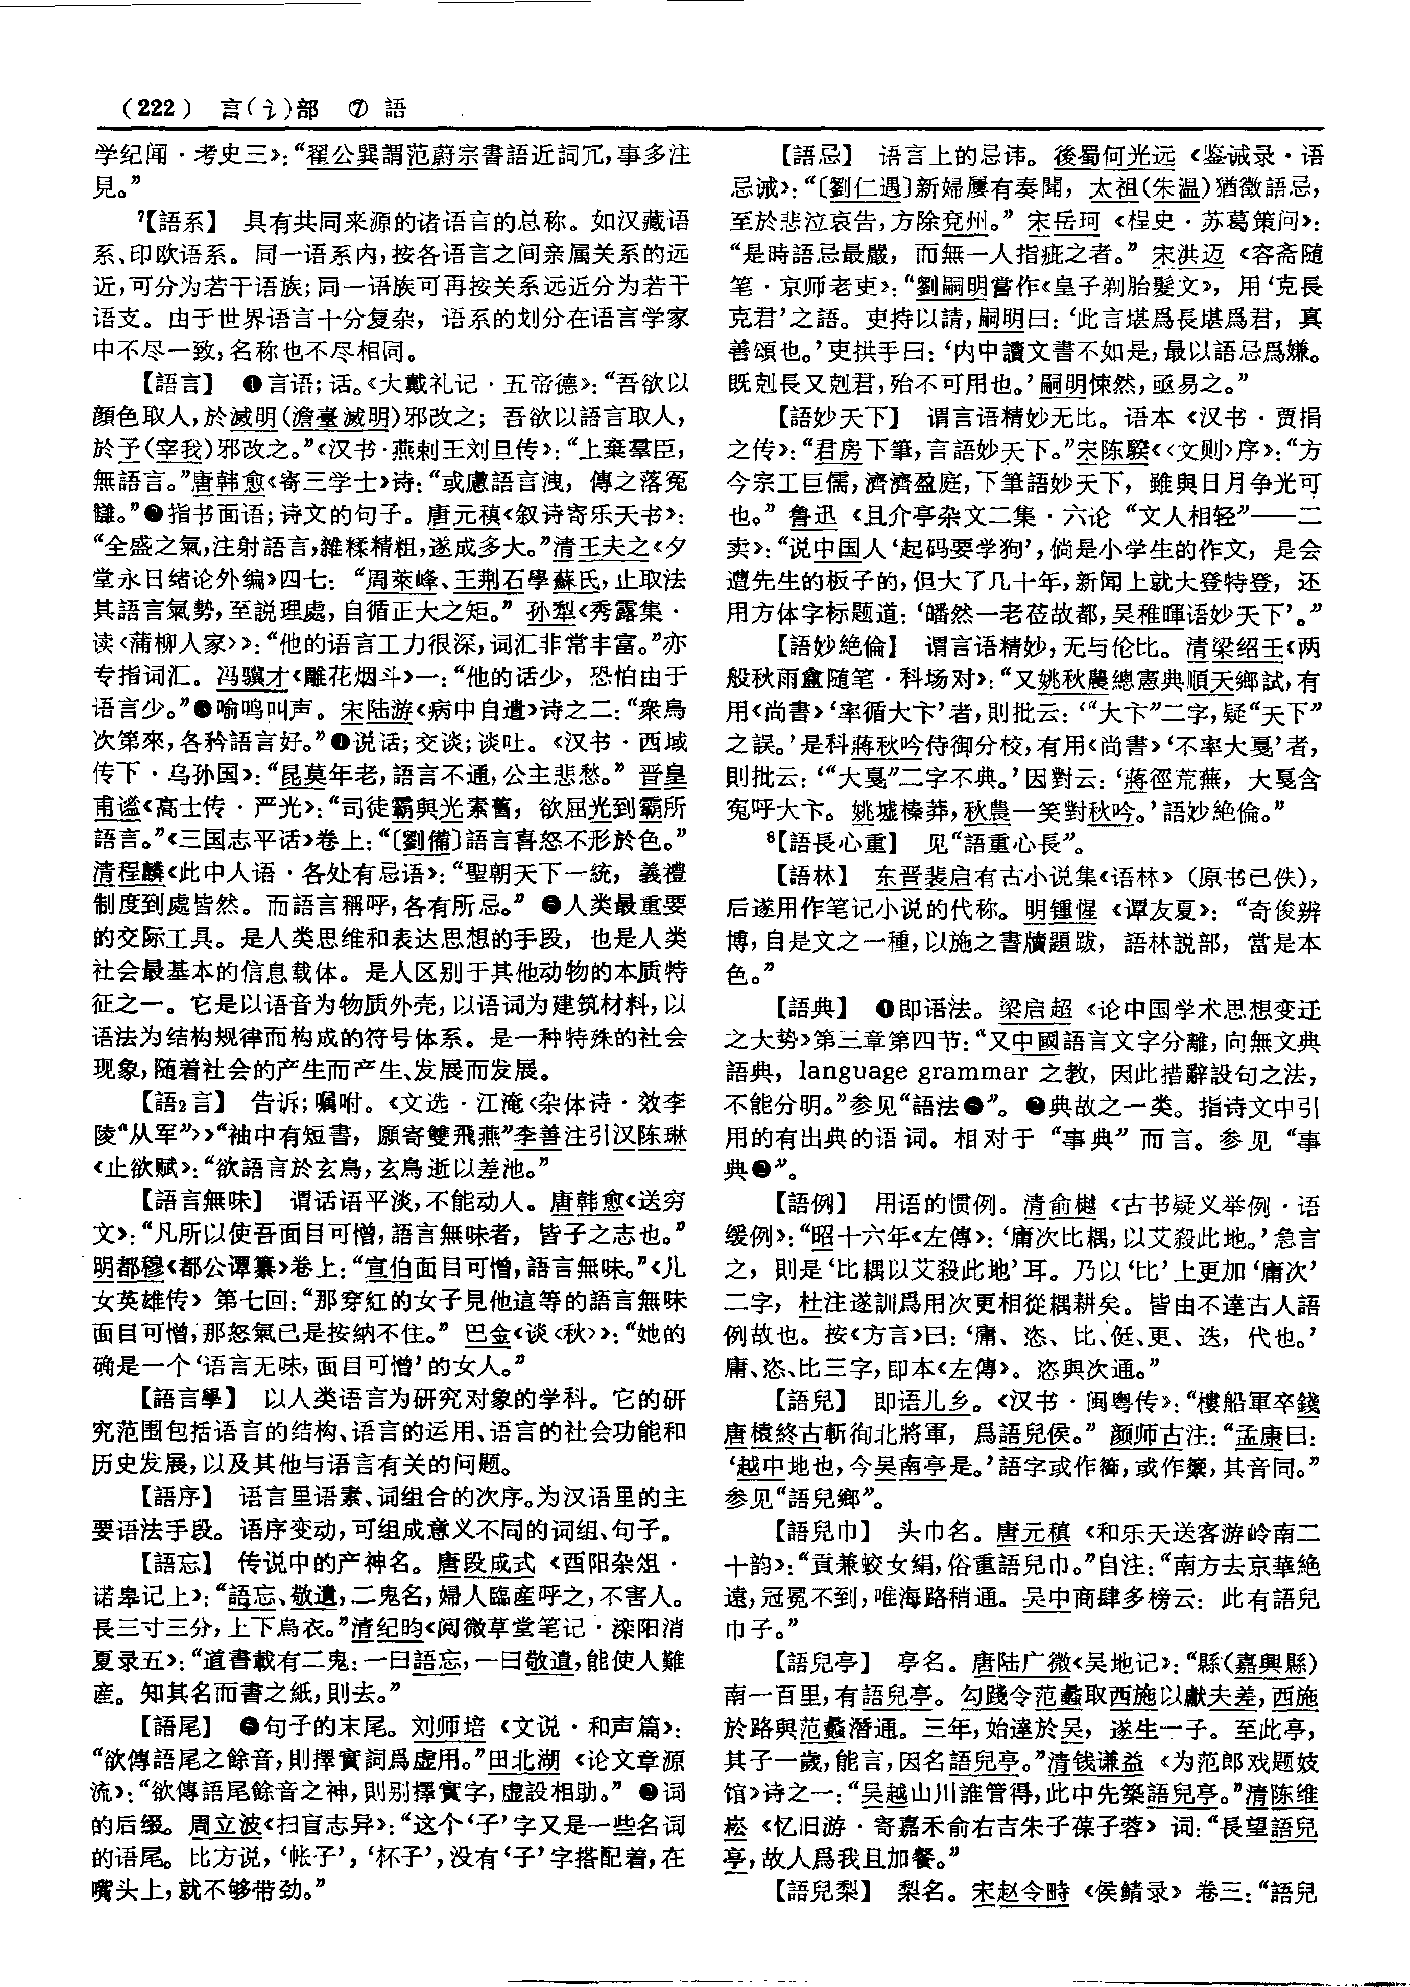 (222) 言(讠)部 ⑦ 語
学纪闻·考史三》：“翟公巽謂范蔚宗書語近詞冗，事多注
見。”
⁷【語系】 具有共同来源的诸语言的总称。如汉藏语
系、印欧语系。同一语系内，按各语言之间亲属关系的远
近，可分为若干语族；同一语族可再按关系远近分为若干
语支。由于世界语言十分复杂，语系的划分在语言学家
中不尽一致，名称也不尽相同。
【語言】 ❶言语；话。《大戴礼记·五帝德》：“吾欲以
顔色取人，於滅明(澹臺滅明)邪改之；吾欲以語言取人，
於予(宰我)邪改之。”《汉书·燕剌王刘旦传》：“上棄羣臣，
無語言。”唐韩愈《寄三学士》诗：“或慮語言洩，傳之落冤
讎。”❷指书面语；诗文的句子。唐元稹《叙诗寄乐天书》：
“全盛之氣，注射語言，雜糅精粗，遂成多大。”清王夫之《夕
堂永日绪论外编》四七：“周萊峰、王荆石學蘇氏，止取法
其語言氣勢，至説理處，自循正大之矩。”孙犁《秀露集·
读〈蒲柳人家〉》：“他的语言工力很深，词汇非常丰富。”亦
专指词汇。冯骥才《雕花烟斗》一：“他的话少，恐怕由于
语言少。”❸喻鸣叫声。宋陆游《病中自遣》诗之二：“衆鳥
次第來，各矜語言好。”❹说话；交谈；谈吐。《汉书·西域
传下·乌孙国》：“昆莫年老，語言不通，公主悲愁。”晋皇
甫谧《高士传·严光》：“司徒霸與光素舊，欲屈光到霸所
語言。”《三国志平话》卷上：“〔劉備〕語言喜怒不形於色。”
清程麟《此中人语·各处有忌语》：“聖朝天下一統，義禮
制度到處皆然。而語言稱呼，各有所忌。”❺人类最重要
的交际工具。是人类思维和表达思想的手段，也是人类
社会最基本的信息载体。是人区别于其他动物的本质特
征之一。它是以语音为物质外壳，以语词为建筑材料，以
语法为结构规律而构成的符号体系。是一种特殊的社会
现象，随着社会的产生而产生、发展而发展。
【語₂言】 告诉；嘱咐。《文选·江淹〈杂体诗·效李
陵“从军”〉》“袖中有短書，願寄雙飛燕”李善注引汉陈琳
《止欲赋》：“欲語言於玄鳥，玄鳥逝以差池。”
【語言無味】 谓话语平淡，不能动人。唐韩愈《送穷
文》：“凡所以使吾面目可憎，語言無味者，皆子之志也。”
明都穆《都公谭纂》卷上：“宣伯面目可憎，語言無味。”《儿
女英雄传》第七回：“那穿紅的女子見他這等的語言無味
面目可憎，那怒氣已是按納不住。”巴金《谈〈秋〉》：“她的
确是一个‘语言无味，面目可憎’的女人。”
【語言學】 以人类语言为研究对象的学科。它的研
究范围包括语言的结构、语言的运用、语言的社会功能和
历史发展，以及其他与语言有关的问题。
【語序】 语言里语素、词组合的次序。为汉语里的主
要语法手段。语序变动，可组成意义不同的词组、句子。
【語忘】 传说中的产神名。唐段成式《酉阳杂俎·
诺皋记上》：“語忘、敬遺，二鬼名，婦人臨産呼之，不害人。
長三寸三分，上下烏衣。”清纪昀《阅微草堂笔记·滦阳消
夏录五》：“道書載有二鬼：一曰語忘，一曰敬遺，能使人難
産。知其名而書之紙，則去。”
【語尾】 ❶句子的末尾。刘师培《文说·和声篇》：
“欲傳語尾之餘音，則擇實詞爲虚用。”田北湖《论文章源
流》：“欲傳語尾餘音之神，則别擇實字，虚設相助。”❷词
的后缀。周立波《扫盲志异》：“这个‘子’字又是一些名词
的语尾。比方说，‘帐子’，‘杯子’，没有‘子’字搭配着，在
嘴头上，就不够带劲。”
【語忌】 语言上的忌讳。後蜀何光远《鉴诫录·语
忌诫》：“〔劉仁遇〕新婦屢有奏聞，太祖(朱温)猶徵語忌，
至於悲泣哀告，方除兗州。”宋岳珂《桯史·苏葛策问》：
“是時語忌最嚴，而無一人指疵之者。”宋洪迈《容斋随
笔·京师老吏》：“劉嗣明嘗作《皇子剃胎髮文》，用‘克長
克君’之語。吏持以請，嗣明曰：‘此言堪爲長堪爲君，真
善頌也。’吏拱手曰：‘内中讀文書不如是，最以語忌爲嫌。
既剋長又剋君，殆不可用也。’嗣明悚然，亟易之。”
【語妙天下】 谓言语精妙无比。语本《汉书·贾捐
之传》：“君房下筆，言語妙天下。”宋陈騤《〈文则〉序》：“方
今宗工巨儒，濟濟盈庭，下筆語妙天下，雖與日月争光可
也。”鲁迅《且介亭杂文二集·六论“文人相轻”——二
卖》：“说中国人‘起码要学狗’，倘是小学生的作文，是会
遭先生的板子的，但大了几十年，新闻上就大登特登，还
用方体字标题道：‘皤然一老莅故都，吴稚暉语妙天下’。”
【語妙絶倫】 谓言语精妙，无与伦比。清梁绍壬《两
般秋雨盦随笔·科场对》：“又姚秋農總憲典順天鄉試，有
用《尚書》‘率循大卞’者，則批云：‘“大卞”二字，疑“天下”
之誤。’是科蔣秋吟侍御分校，有用《尚書》‘不率大戛’者，
則批云：‘“大戛”二字不典。’因對云：‘蔣徑荒蕪，大戛含
冤呼大卞。姚墟榛莽，秋農一笑對秋吟。’語妙絶倫。”
⁸【語長心重】 见“語重心長”。
【語林】 东晋裴启有古小说集《语林》(原书已佚)，
后遂用作笔记小说的代称。明锺惺《谭友夏》：“奇俊辨
博，自是文之一種，以施之書牘題跋，語林説部，當是本
色。”
【語典】 ❶即语法。梁启超《论中国学术思想变迁
之大势》第三章第四节：“又中國語言文字分離，向無文典
語典，language grammar 之教，因此措辭設句之法，
不能分明。”参见“語法❶”。❷典故之一类。指诗文中引
用的有出典的语词。相对于“事典”而言。参见“事
典❷”。
【語例】 用语的惯例。清俞樾《古书疑义举例·语
缓例》：“昭十六年《左傳》：‘庸次比耦，以艾殺此地。’急言
之，則是‘比耦以艾殺此地’耳。乃以‘比’上更加‘庸次’
二字，杜注遂訓爲用次更相從耦耕矣。皆由不達古人語
例故也。按《方言》曰：‘庸、恣、比、侹、更、迭，代也。’
庸、恣、比三字，即本《左傳》。恣與次通。”
【語兒】 即语儿乡。《汉书·闽粤传》：“樓船軍卒錢
唐榬終古斬徇北將軍，爲語兒侯。”颜师古注：“孟康曰：
‘越中地也，今吴南亭是。’語字或作篽，或作籞，其音同。”
参见“語兒鄉”。
【語兒巾】 头巾名。唐元稹《和乐天送客游岭南二
十韵》：“貢兼蛟女絹，俗重語兒巾。”自注：“南方去京華絶
遠，冠冕不到，唯海路稍通。吴中商肆多榜云：此有語兒
巾子。”
【語兒亭】 亭名。唐陆广微《吴地记》：“縣(嘉興縣)
南一百里，有語兒亭。勾踐令范蠡取西施以獻夫差，西施
於路與范蠡潛通。三年，始達於吴，遂生一子。至此亭，
其子一歲，能言，因名語兒亭。”清钱谦益《为范郎戏题妓
馆》诗之一：“吴越山川誰管得，此中先築語兒亭。”清陈维
崧《忆旧游·寄嘉禾俞右吉朱子葆子蓉》词：“長望語兒
亭，故人爲我且加餐。”
【語兒梨】 梨名。宋赵令畤《侯鲭录》卷三：“語兒